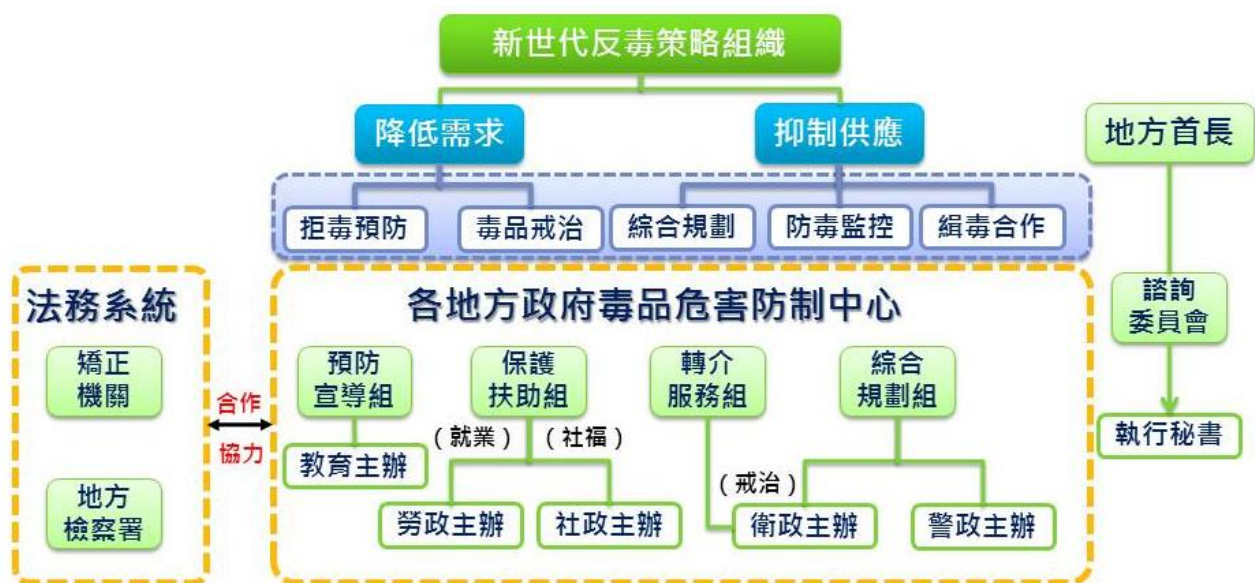 新世代反毒策略組織
降低需求
抑制供應
地方首長
拒毒預防
毒品戒治
綜合規劃
防毒監控
緝毒合作
法務系統
各地方政府毒品危害防制中心
諮詢
委員會
矯正
機關
預防
宣導組
保護
扶助組
轉介
服務組
綜合
規劃組
合作
協力
(就業)
(社福)
執行秘書
教育主辦
(戒治)
地方
檢察署
勞政主辦
社政主辦
衛政主辦
警政主辦